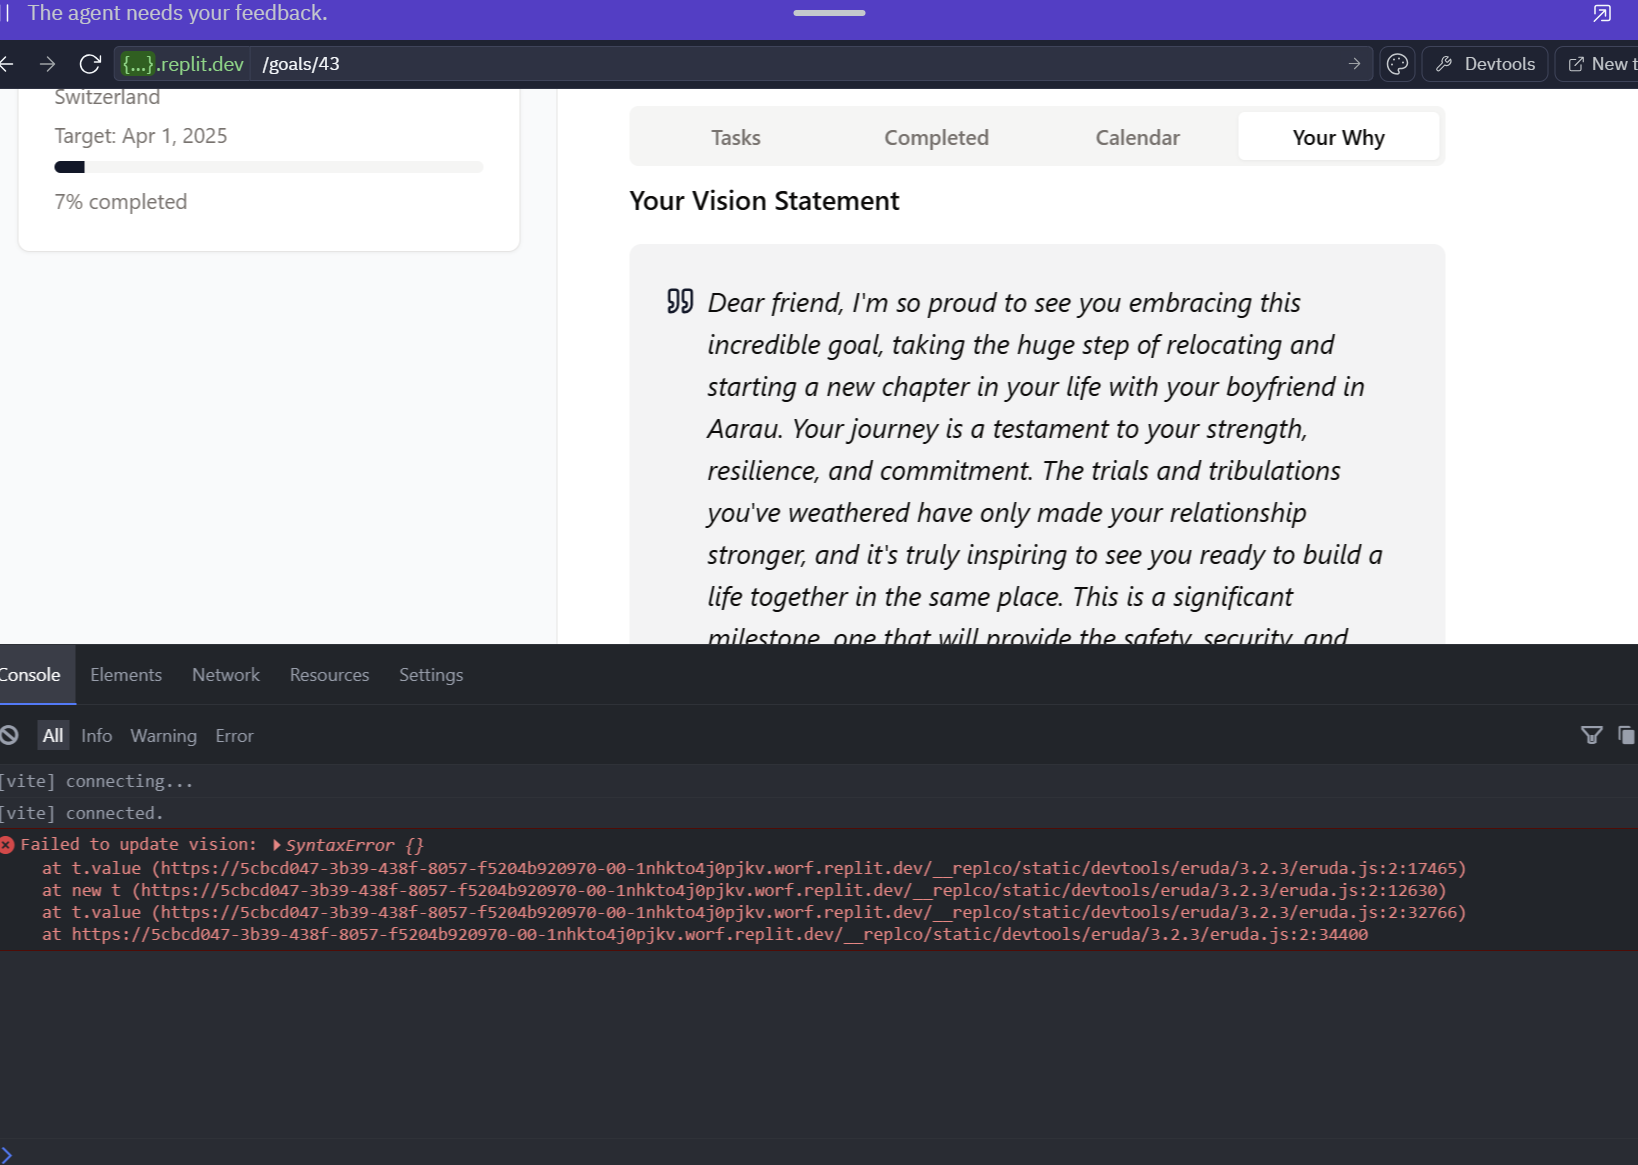 The agent needs your feedback.
{...}.replit.dev /goals/43
Devtools
New t
Switzerland
Target: Apr 1, 2025
7% completed
Tasks Completed Calendar Your Why
Your Vision Statement
Dear friend, I'm so proud to see you embracing this
incredible goal, taking the huge step of relocating and
starting a new chapter in your life with your boyfriend in
Aarau. Your journey is a testament to your strength,
resilience, and commitment. The trials and tribulations
you've weathered have only made your relationship
stronger, and it's truly inspiring to see you ready to build a
life together in the same place. This is a significant
milestone, one that will provide the safety, security, and
Console Elements Network Resources Settings
All Info Warning Error
[vite] connecting...
[vite] connected.
Failed to update vision: SyntaxError {}
at t.value (https://5cbcd047-3b39-438f-8057-f5204b920970-00-1nhkto4j0pjkv.worf.replit.dev/__replco/static/devtools/eruda/3.2.3/eruda.js:2:17465)
at new t (https://5cbcd047-3b39-438f-8057-f5204b920970-00-1nhkto4j0pjkv.worf.replit.dev/__replco/static/devtools/eruda/3.2.3/eruda.js:2:12630)
at t.value (https://5cbcd047-3b39-438f-8057-f5204b920970-00-1nhkto4j0pjkv.worf.replit.dev/__replco/static/devtools/eruda/3.2.3/eruda.js:2:32766)
at https://5cbcd047-3b39-438f-8057-f5204b920970-00-1nhkto4j0pjkv.worf.replit.dev/__replco/static/devtools/eruda/3.2.3/eruda.js:2:34400